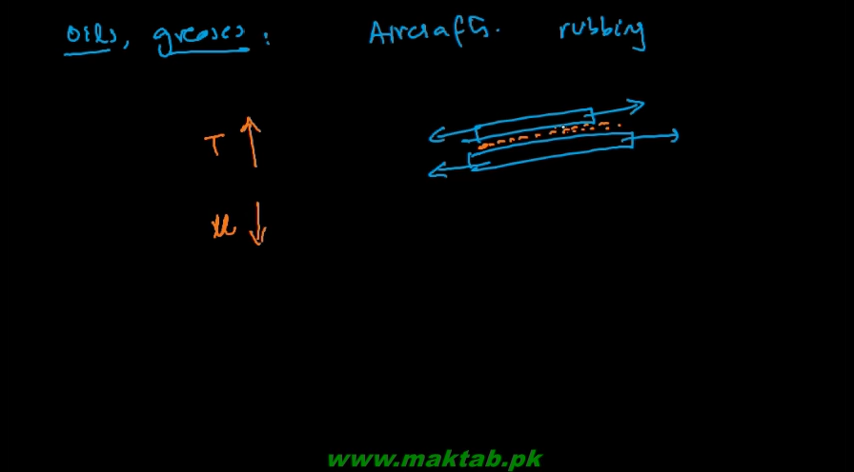 oils, greases: Aircrafts. rubbing
T ↑
μ ↓
www.maktab.pk